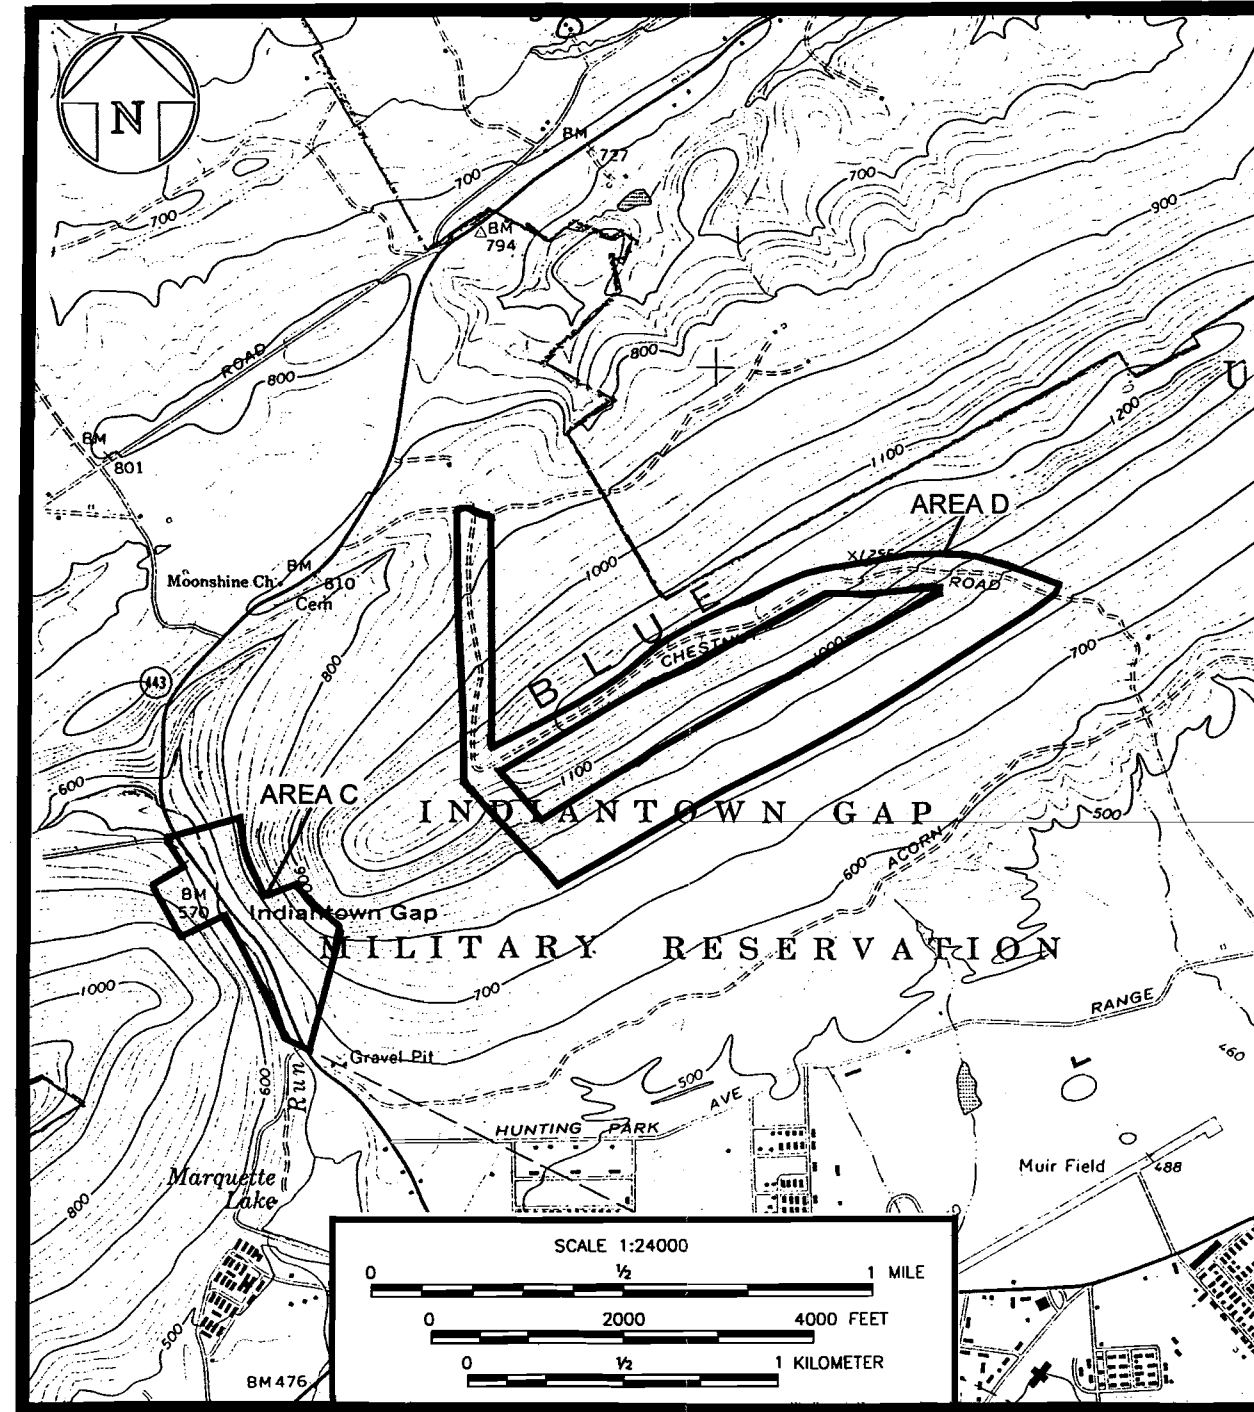 N
BM
727
700
700
700
900
BM
794
ROAD
800
800
U
1200
BM
801
1100
AREA D
×1255
1000
BM
810
Moonshine Ch
Cem
ROAD
BLUE
CHESTNUT
1000
700
800
443
1100
600
AREA C
INDIANTOWN GAP
500
ACORN
600
600
BM
570
Indiantown Gap
MILITARY RESERVATION
1000
700
RANGE
460
Gravel Pit
500
600
Run
AVE
HUNTING PARK
Muir Field
488
Marquette
Lake
800
SCALE 1:24000
0 1/2 1 MILE
0 2000 4000 FEET
0 1/2 1 KILOMETER
500
BM 476